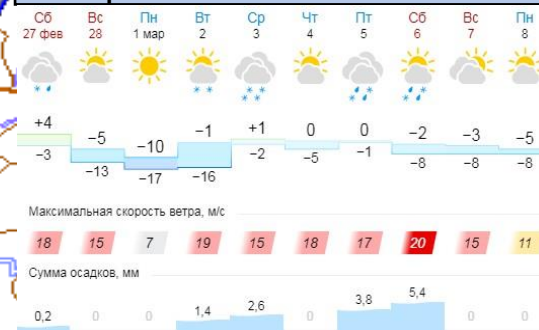 Сб Вс Пн Вт Ср Чт Пт Сб Вс Пн
27 фев 28 1 мар 2 3 4 5 6 7 8
+4 −5 −10 −1 +1 0 0 −2 −3 −5
−3 −13 −17 −16 −2 −5 −1 −8 −8 −8
Максимальная скорость ветра, м/с
18 15 7 19 15 18 17 20 15 11
Сумма осадков, мм
0,2 0 0 1,4 2,6 0 3,8 5,4 0 0